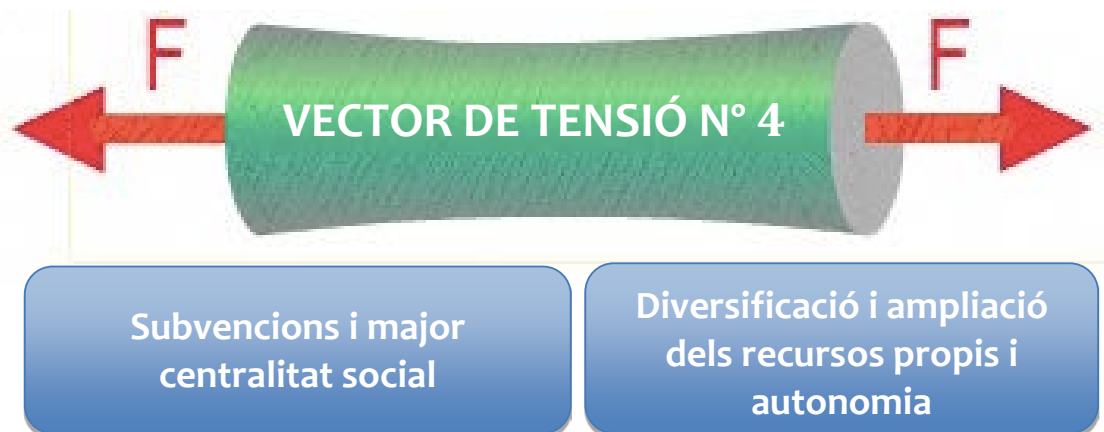 F
F
VECTOR DE TENSIÓ N° 4
Subvencions i major
centralitat social
Diversificació i ampliació
dels recursos propis i
autonomia